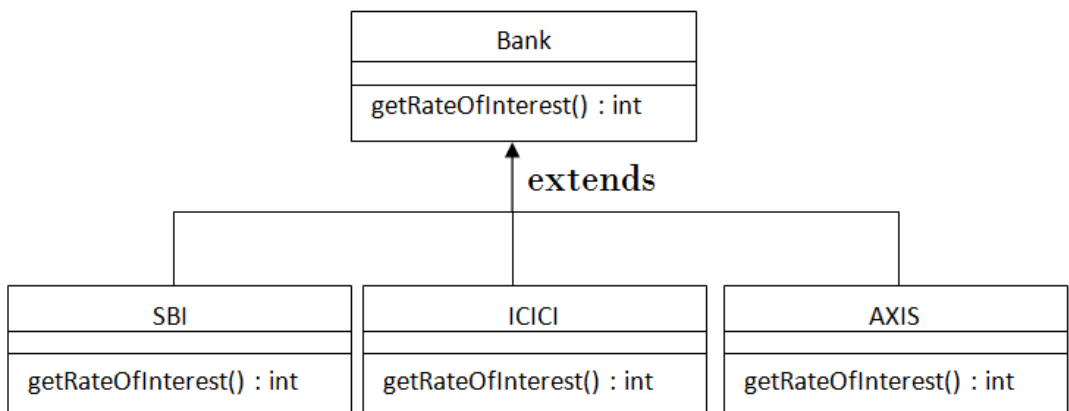 Bank
getRateOfInterest() : int
extends
SBI
getRateOfInterest() : int
ICICI
getRateOfInterest() : int
AXIS
getRateOfInterest() : int